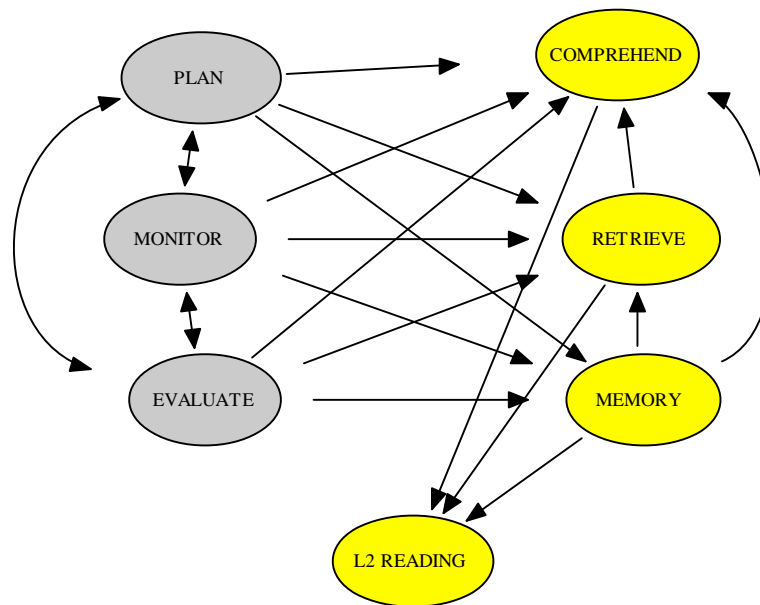 COMPREHEND
PLAN
MONITOR
RETRIEVE
EVALUATE
MEMORY
L2 READING